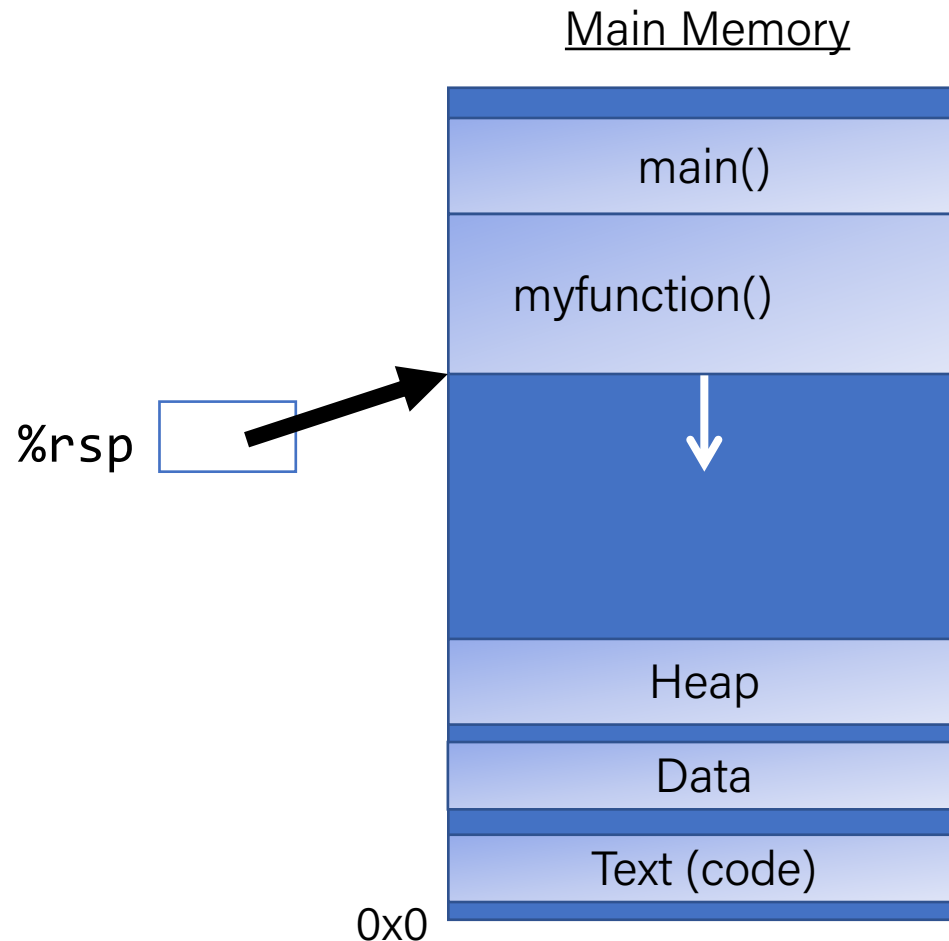 Main Memory
main()
myfunction()
%rsp
Heap
Data
Text (code)
0x0